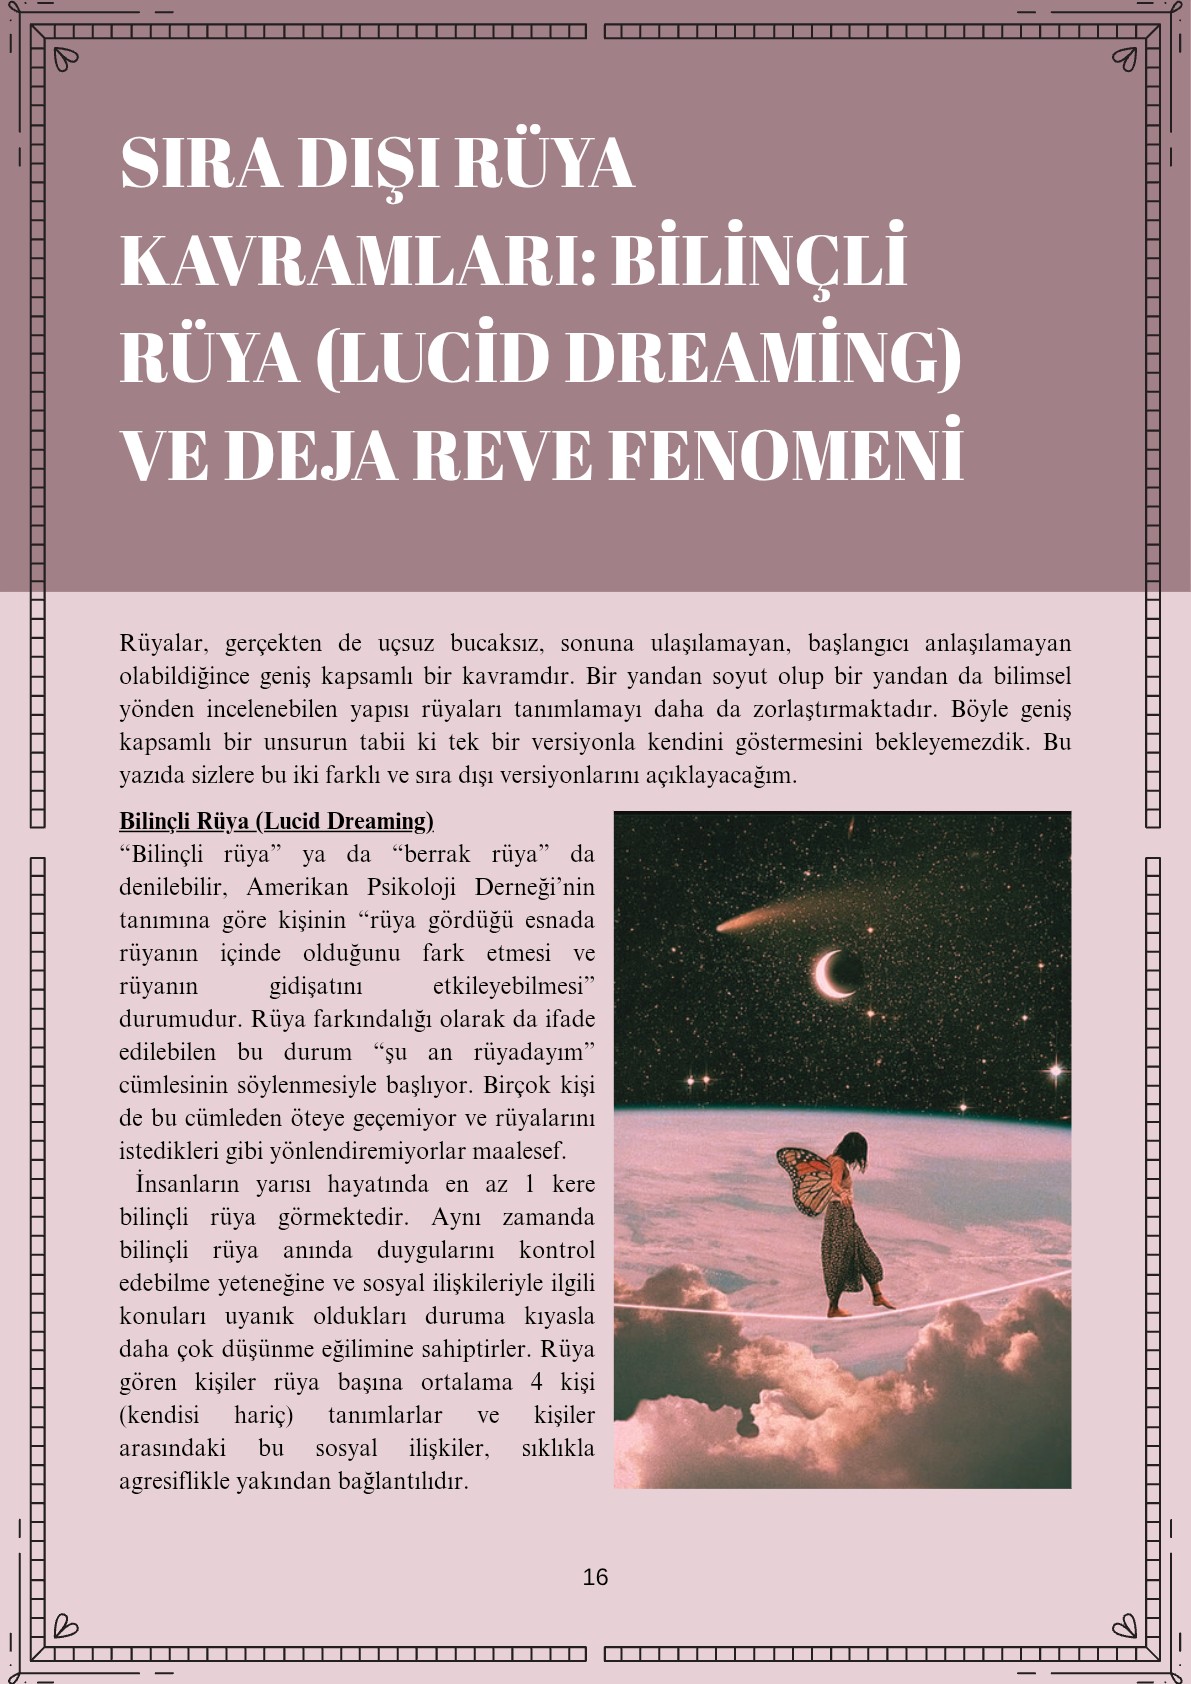 SIRA DIŞI RÜYA
KAVRAMLARI: BİLİNÇLİ
RÜYA (LUCİD DREAMİNG)
VE DEJA REVE FENOMENİ
Rüyalar, gerçekten de uçsuz bucaksız, sonuna ulaşılamayan, başlangıcı anlaşılamayan
olabildiğince geniş kapsamlı bir kavramdır. Bir yandan soyut olup bir yandan da bilimsel
yönden incelenebilen yapısı rüyaları tanımlamayı daha da zorlaştırmaktadır. Böyle geniş
kapsamlı bir unsurun tabii ki tek bir versiyonla kendini göstermesini bekleyemezdik. Bu
yazıda sizlere bu iki farklı ve sıra dışı versiyonlarını açıklayacağım.
Bilinçli Rüya (Lucid Dreaming)
“Bilinçli rüya” ya da “berrak rüya” da
denilebilir, Amerikan Psikoloji Derneği’nin
tanımına göre kişinin “rüya gördüğü esnada
rüyanın içinde olduğunu fark etmesi ve
rüyanın gidişatını etkileyebilmesi”
durumudur. Rüya farkındalığı olarak da ifade
edilebilen bu durum “şu an rüyadayım”
cümlesinin söylenmesiyle başlıyor. Birçok kişi
de bu cümleden öteye geçemiyor ve rüyalarını
istedikleri gibi yönlendiremiyorlar maalesef.
İnsanların yarısı hayatında en az 1 kere
bilinçli rüya görmektedir. Aynı zamanda
bilinçli rüya anında duygularını kontrol
edebilme yeteneğine ve sosyal ilişkileriyle ilgili
konuları uyanık oldukları duruma kıyasla
daha çok düşünme eğilimine sahiptirler. Rüya
gören kişiler rüya başına ortalama 4 kişi
(kendisi hariç) tanımlarlar ve kişiler
arasındaki bu sosyal ilişkiler, sıklıkla
agresiflikle yakından bağlantılıdır.
16